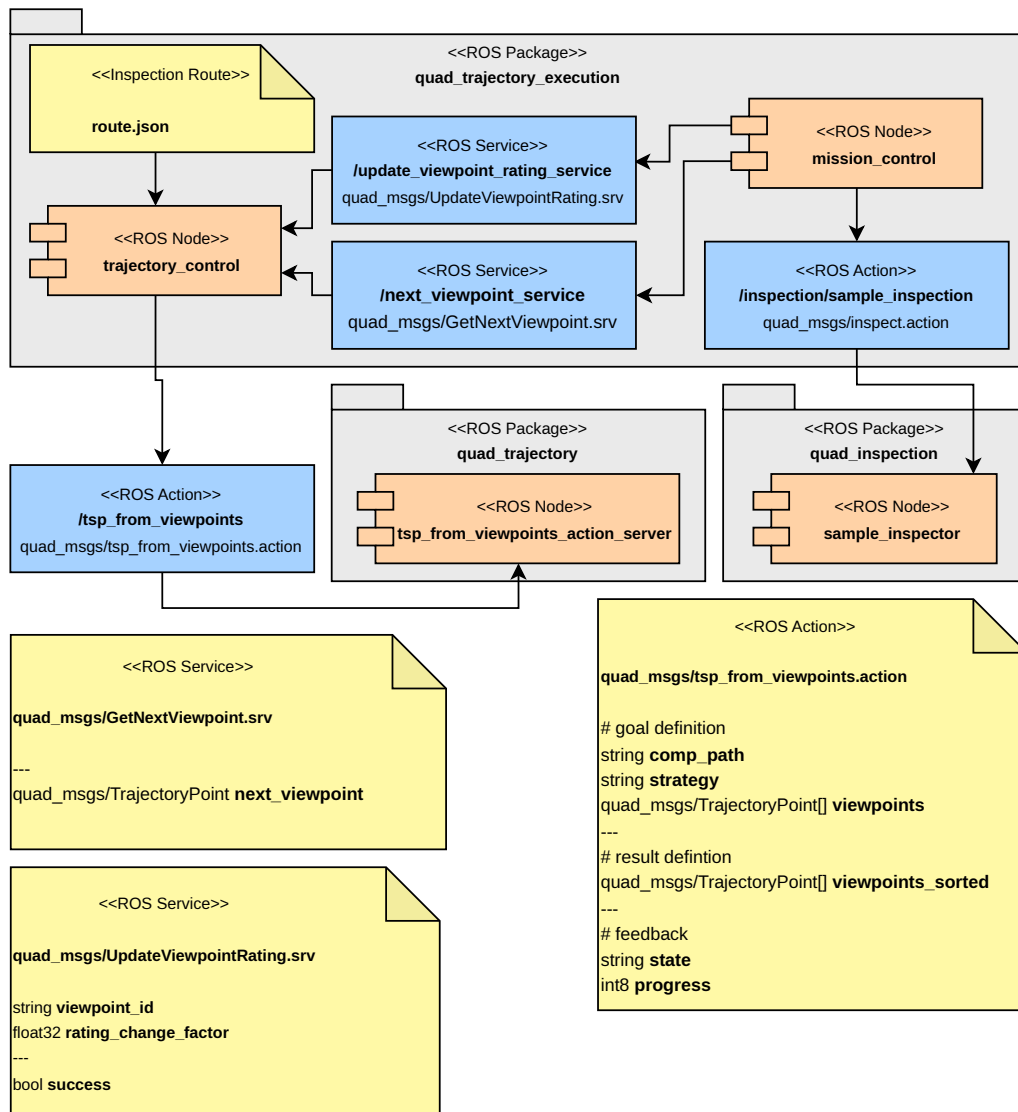 <<ROS Package>>
quad_trajectory_execution
<<Inspection Route>>
route.json
<<ROS Service>>
/update_viewpoint_rating_service
quad_msgs/UpdateViewpointRating.srv
<<ROS Node>>
mission_control
<<ROS Node>>
trajectory_control
<<ROS Service>>
/next_viewpoint_service
quad_msgs/GetNextViewpoint.srv
<<ROS Action>>
/inspection/sample_inspection
quad_msgs/inspect.action
<<ROS Action>>
/tsp_from_viewpoints
quad_msgs/tsp_from_viewpoints.action
<<ROS Package>>
quad_trajectory
<<ROS Node>>
tsp_from_viewpoints_action_server
<<ROS Package>>
quad_inspection
<<ROS Node>>
sample_inspector
<<ROS Service>>
quad_msgs/GetNextViewpoint.srv
---
quad_msgs/TrajectoryPoint next_viewpoint
<<ROS Service>>
quad_msgs/UpdateViewpointRating.srv
string viewpoint_id
float32 rating_change_factor
---
bool success
<<ROS Action>>
quad_msgs/tsp_from_viewpoints.action
# goal definition
string comp_path
string strategy
quad_msgs/TrajectoryPoint[] viewpoints
---
# result defintion
quad_msgs/TrajectoryPoint[] viewpoints_sorted
---
# feedback
string state
int8 progress